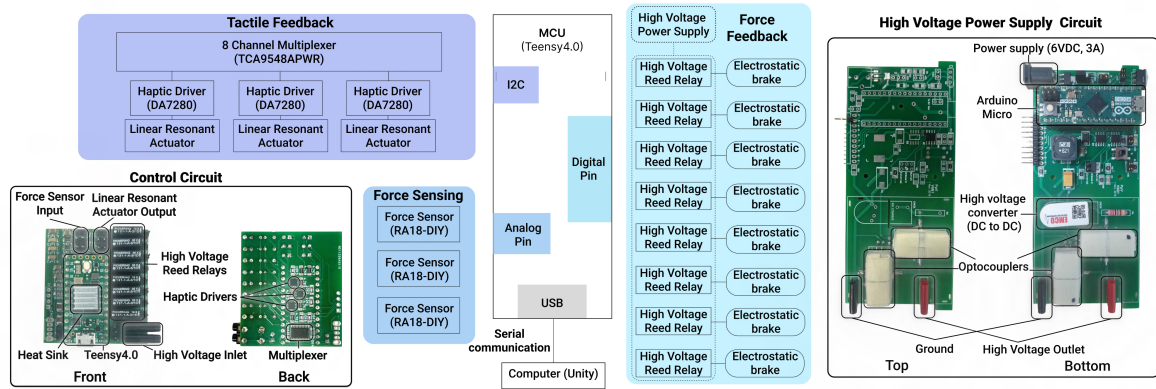 Tactile Feedback
8 Channel Multiplexer
(TCA9548APWR)
Haptic Driver
(DA7280)
Haptic Driver
(DA7280)
Haptic Driver
(DA7280)
Linear Resonant
Actuator
Linear Resonant
Actuator
Linear Resonant
Actuator
Control Circuit
Force Sensor
Input
Linear Resonant
Actuator Output
High Voltage
Reed Relays
Haptic Drivers
Heat Sink
Teensy4.0
High Voltage Inlet
Multiplexer
Front
Back
Force Sensing
Force Sensor
(RA18-DIY)
Force Sensor
(RA18-DIY)
Force Sensor
(RA18-DIY)
MCU
(Teensy4.0)
I2C
Digital
Pin
Analog
Pin
USB
Serial
communication
Computer (Unity)
High Voltage
Power Supply
Force
Feedback
High Voltage
Reed Relay
Electrostatic
brake
High Voltage
Reed Relay
Electrostatic
brake
High Voltage
Reed Relay
Electrostatic
brake
High Voltage
Reed Relay
Electrostatic
brake
High Voltage
Reed Relay
Electrostatic
brake
High Voltage
Reed Relay
Electrostatic
brake
High Voltage
Reed Relay
Electrostatic
brake
High Voltage
Reed Relay
Electrostatic
brake
High Voltage Power Supply Circuit
Power supply (6VDC, 3A)
Arduino
Micro
High voltage
converter
(DC to DC)
EMCO
Optocouplers
Ground
High Voltage Outlet
Top
Bottom